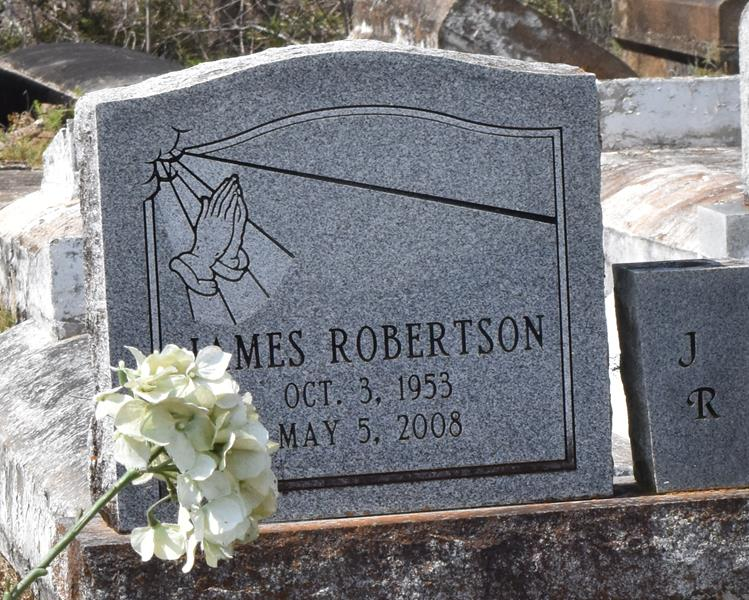 JAMES ROBERTSON
OCT. 3, 1953
MAY 5, 2008
J
R